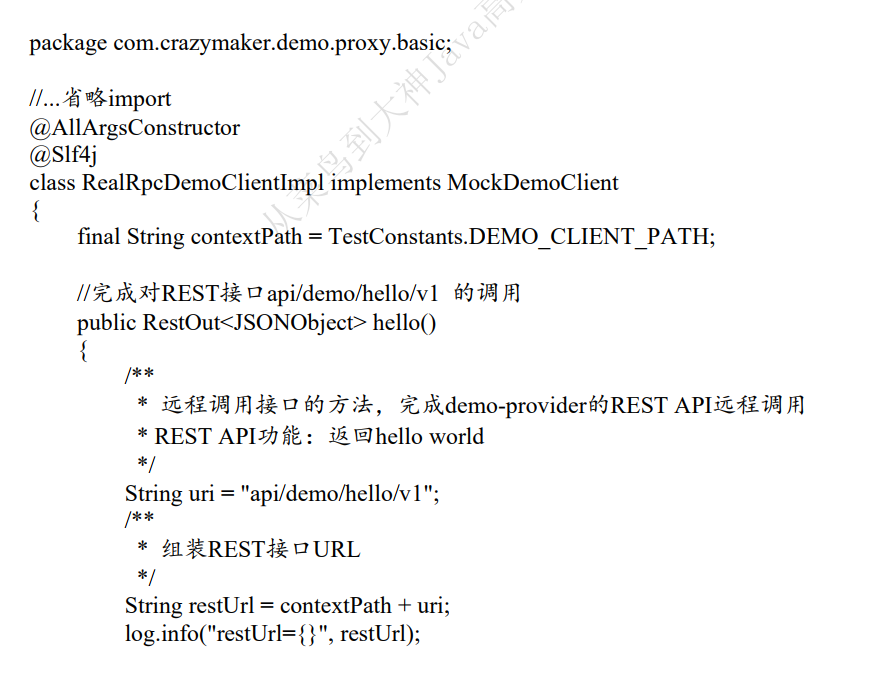 package com.crazymaker.demo.proxy.basic;
//...省略import
@AllArgsConstructor
@Slf4j
class RealRpcDemoClientImpl implements MockDemoClient
{
final String contextPath = TestConstants.DEMO_CLIENT_PATH;
//完成对REST接口api/demo/hello/v1 的调用
public RestOut<JSONObject> hello()
{
/**
* 远程调用接口的方法，完成demo-provider的REST API远程调用
* REST API功能：返回hello world
*/
String uri = "api/demo/hello/v1";
/**
* 组装REST接口URL
*/
String restUrl = contextPath + uri;
log.info("restUrl={}", restUrl);
从菜鸟到大神Java高